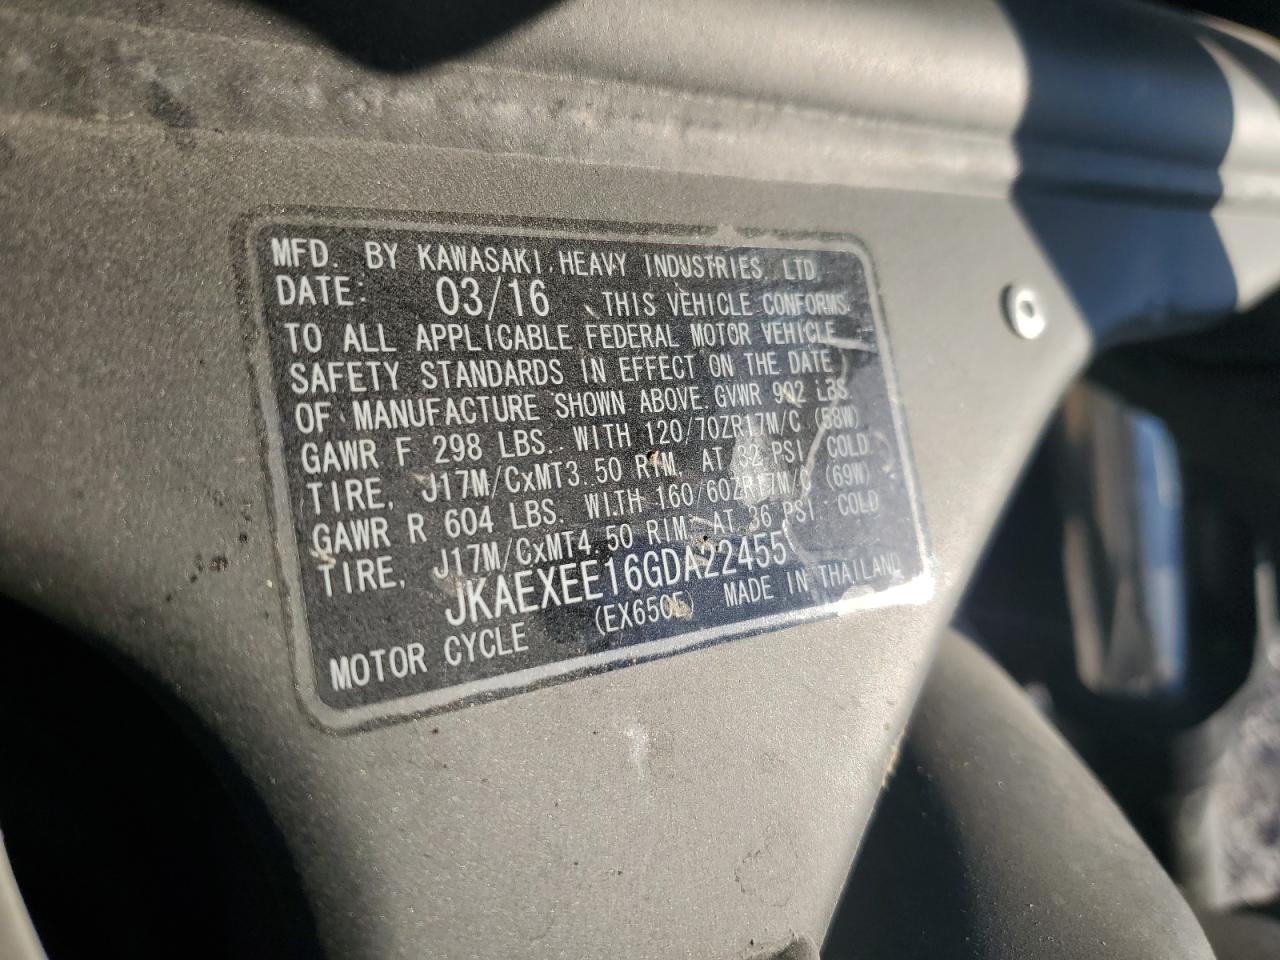 MFD. BY KAWASAKI HEAVY INDUSTRIES, LTD.
DATE: 03/16 THIS VEHICLE CONFORMS
TO ALL APPLICABLE FEDERAL MOTOR VEHICLE
SAFETY STANDARDS IN EFFECT ON THE DATE
OF MANUFACTURE SHOWN ABOVE GVWR 902 LBS.
GAWR F 298 LBS. WITH 120/70ZR17M/C (58W)
TIRE, J17M/CxMT3.50 RIM, AT 32 PSI COLD
GAWR R 604 LBS. WITH 160/60ZR17M/C (69W)
TIRE, J17M/CxMT4.50 RIM, AT 36 PSI COLD
JKAEXEE16GDA22455
MOTOR CYCLE (EX650E) MADE IN THAILAND